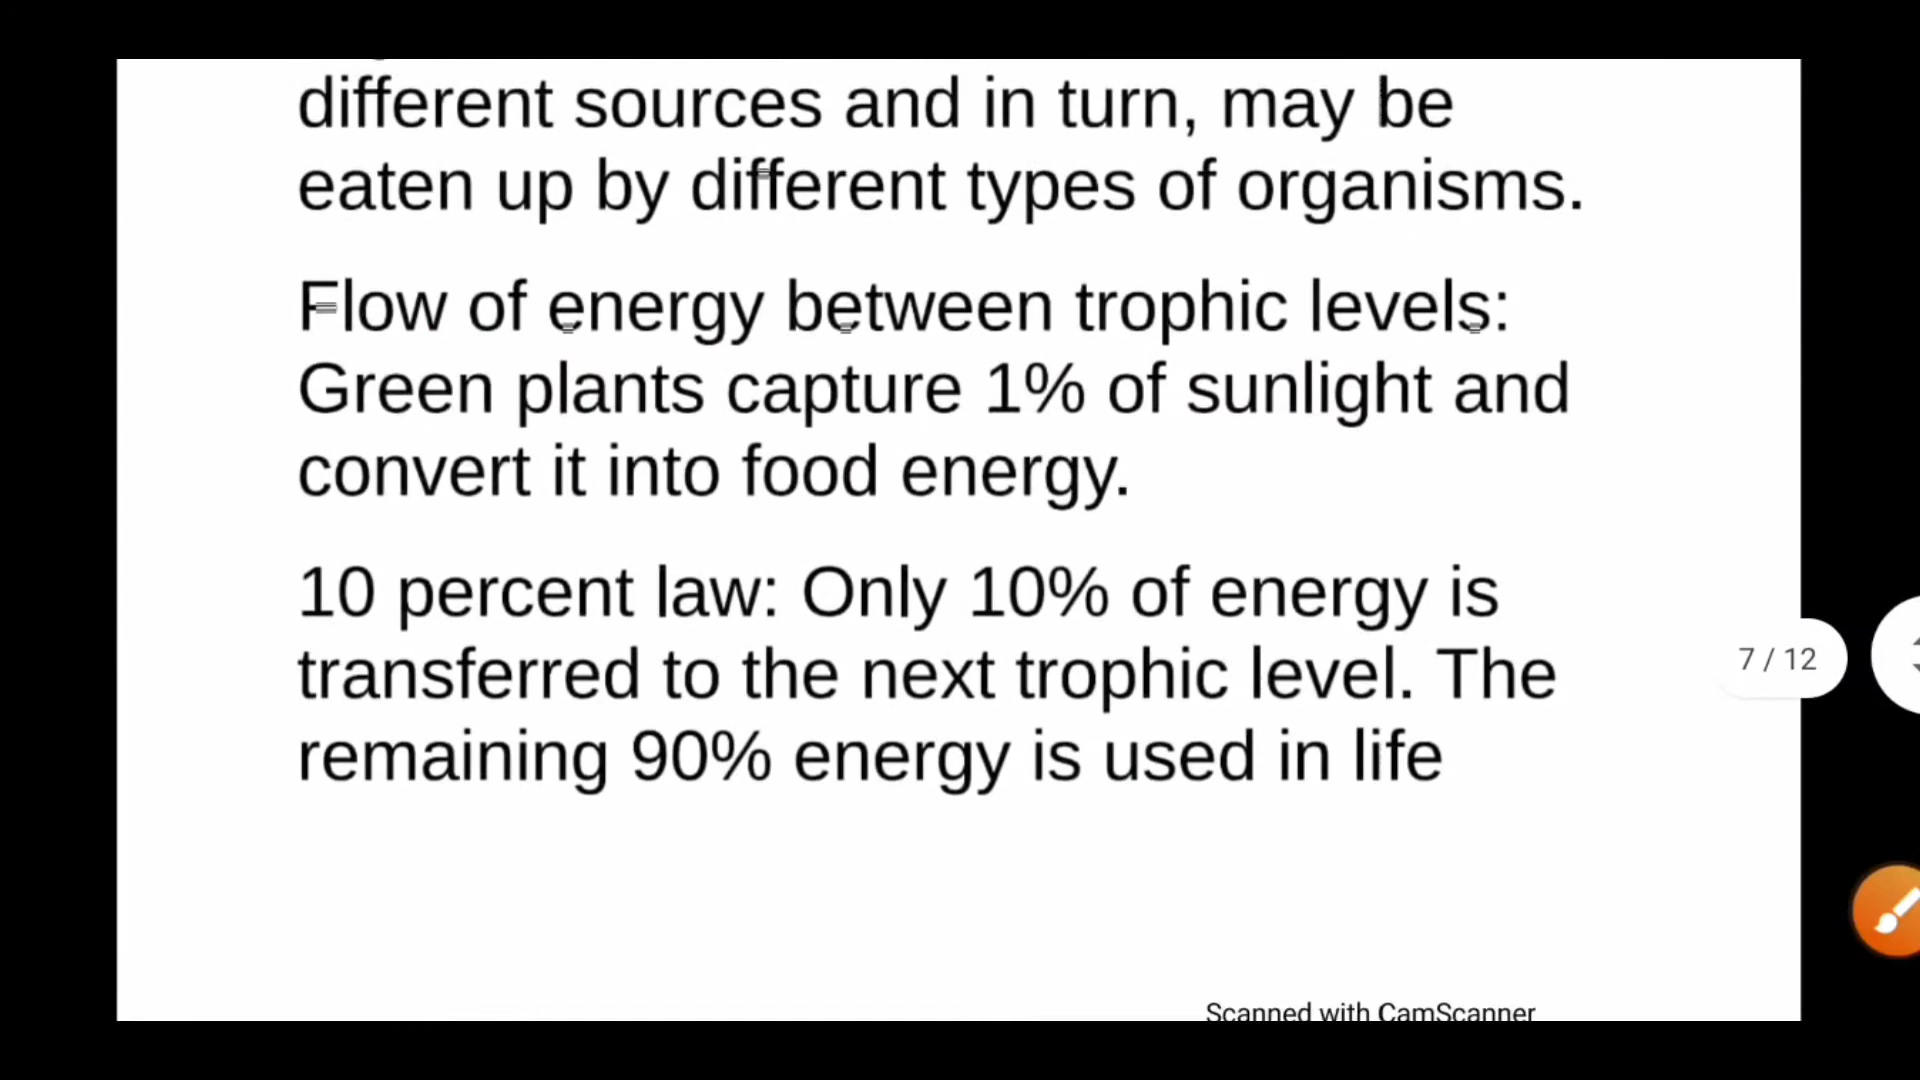 different sources and in turn, may be
eaten up by different types of organisms.
Flow of energy between trophic levels:
Green plants capture 1% of sunlight and
convert it into food energy.
10 percent law: Only 10% of energy is
transferred to the next trophic level. The
remaining 90% energy is used in life
7 / 12
Scanned with CamScanner